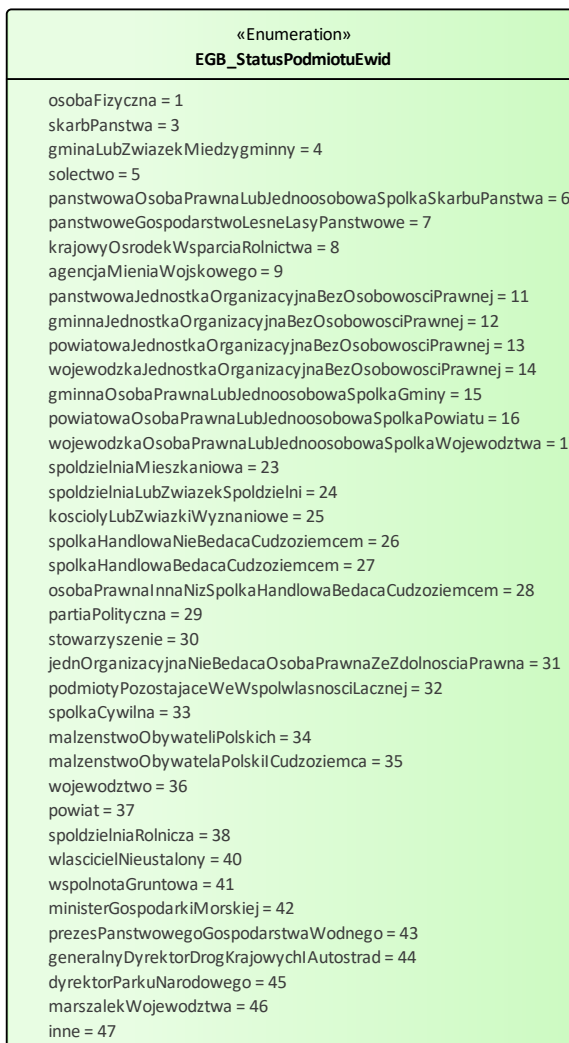 «Enumeration»
EGB_StatusPodmiotuEwid
osobaFizyczna = 1
skarbPanstwa = 3
gminaLubZwiazekMiedzygminny = 4
solectwo = 5
panstwowaOsobaPrawnaLubJednoosobowaSpolkaSkarbuPanstwa = 6
panstwoweGospodarstwoLesneLasyPanstwowe = 7
krajowyOsrodekWsparciaRolnictwa = 8
agencjaMieniaWojskowego = 9
panstwowaJednostkaOrganizacyjnaBezOsobowosciPrawnej = 11
gminnaJednostkaOrganizacyjnaBezOsobowosciPrawnej = 12
powiatowaJednostkaOrganizacyjnaBezOsobowosciPrawnej = 13
wojewodzkaJednostkaOrganizacyjnaBezOsobowosciPrawnej = 14
gminnaOsobaPrawnaLubJednoosobowaSpolkaGminy = 15
powiatowaOsobaPrawnaLubJednoosobowaSpolkaPowiatu = 16
wojewodzkaOsobaPrawnaLubJednoosobowaSpolkaWojewodztwa = 1
spoldzielniaMieszkaniowa = 23
spoldzielniaLubZwiazekSpoldzielni = 24
kosciolyLubZwiazkiWyznaniowe = 25
spolkaHandlowaNieBedacaCudzoziemcem = 26
spolkaHandlowaBedacaCudzoziemcem = 27
osobaPrawnaInnaNizSpolkaHandlowaBedacaCudzoziemcem = 28
partiaPolityczna = 29
stowarzyszenie = 30
jednOrganizacyjnaNieBedacaOsobaPrawnaZeZdolnosciaPrawna = 31
podmiotyPozostajaceWeWspolwlasnosciLacznej = 32
spolkaCywilna = 33
malzenstwoObywateliPolskich = 34
malzenstwoObywatelaPolskiICudzoziemca = 35
wojewodztwo = 36
powiat = 37
spoldzielniaRolnicza = 38
wlascicielNieustalony = 40
wspolnotaGruntowa = 41
ministerGospodarkiMorskiej = 42
prezesPanstwowegoGospodarstwaWodnego = 43
generalnyDyrektorDrogKrajowychIAutostrad = 44
dyrektorParkuNarodowego = 45
marszalekWojewodztwa = 46
inne = 47